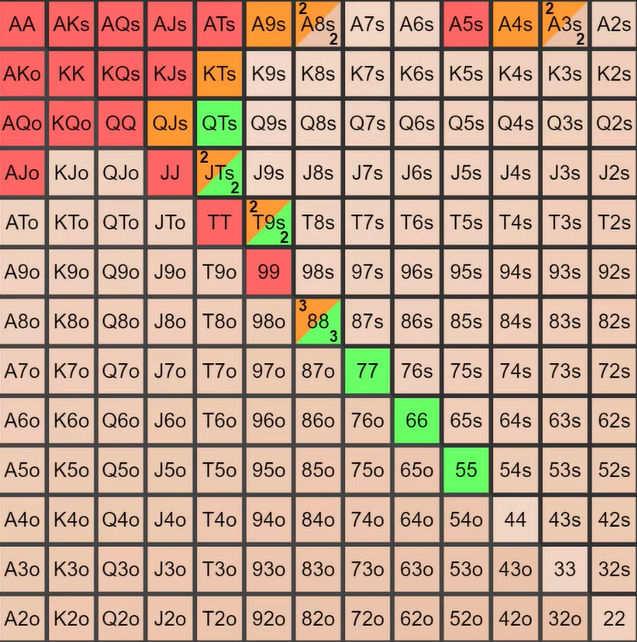 AA AKs AQs AJs ATs A9s 2 A8s 2 A7s A6s A5s A4s 2 A3s 2 A2s
AKo KK KQs KJs KTs K9s K8s K7s K6s K5s K4s K3s K2s
AQo KQo QQ QJs QTs Q9s Q8s Q7s Q6s Q5s Q4s Q3s Q2s
AJo KJo QJo JJ 2 JTs 2 J9s J8s J7s J6s J5s J4s J3s J2s
ATo KTo QTo JTo TT 2 T9s 2 T8s T7s T6s T5s T4s T3s T2s
A9o K9o Q9o J9o T9o 99 98s 97s 96s 95s 94s 93s 92s
A8o K8o Q8o J8o T8o 98o 3 88 3 87s 86s 85s 84s 83s 82s
A7o K7o Q7o J7o T7o 97o 87o 77 76s 75s 74s 73s 72s
A6o K6o Q6o J6o T6o 96o 86o 76o 66 65s 64s 63s 62s
A5o K5o Q5o J5o T5o 95o 85o 75o 65o 55 54s 53s 52s
A4o K4o Q4o J4o T4o 94o 84o 74o 64o 54o 44 43s 42s
A3o K3o Q3o J3o T3o 93o 83o 73o 63o 53o 43o 33 32s
A2o K2o Q2o J2o T2o 92o 82o 72o 62o 52o 42o 32o 22